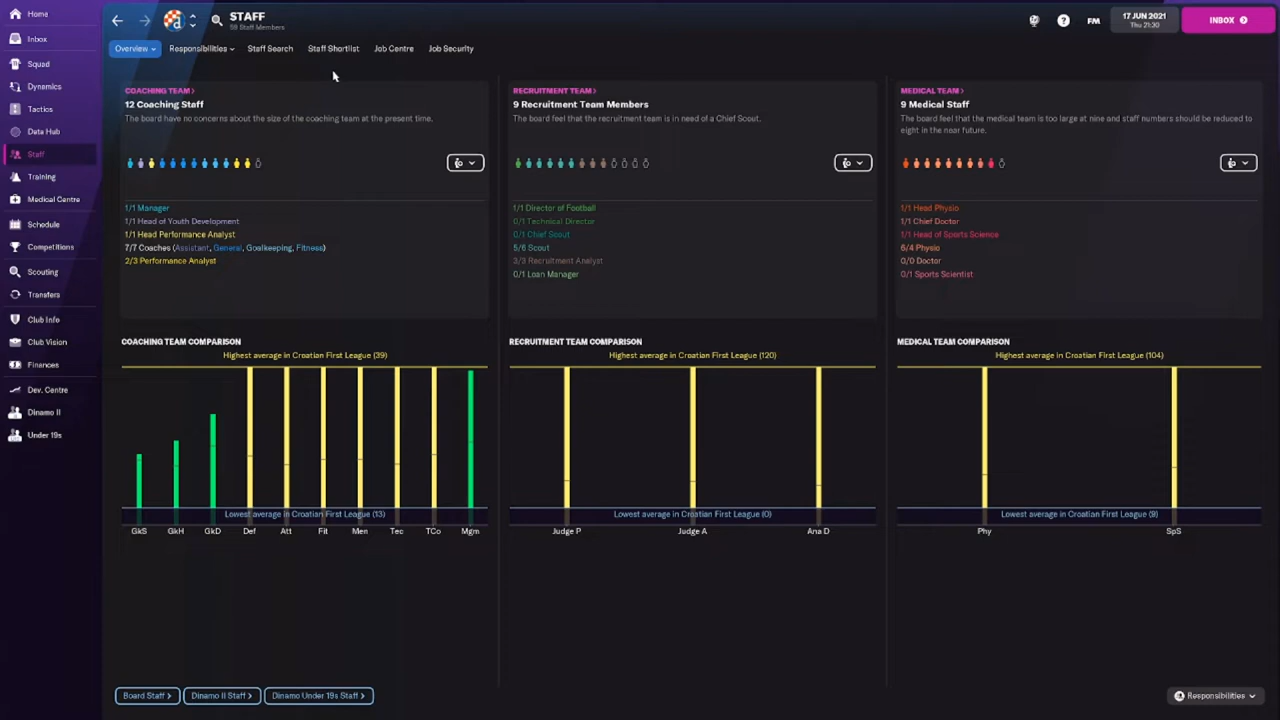 Home
Inbox
Squad
Dynamics
Tactics
Data Hub
Staff
Training
Medical Centre
Schedule
Competitions
Scouting
Transfers
Club Info
Club Vision
Finances
Dev. Centre
Dinamo II
Under 19s
STAFF
59 Staff Members
FM
17 JUN 2021
Thu 21:30
INBOX
Overview
Responsibilities
Staff Search
Staff Shortlist
Job Centre
Job Security
COACHING TEAM >
12 Coaching Staff
The board have no concerns about the size of the coaching team at the present time.
1/1 Manager
1/1 Head of Youth Development
1/1 Head Performance Analyst
7/7 Coaches (Assistant, General, Goalkeeping, Fitness)
2/3 Performance Analyst
RECRUITMENT TEAM >
9 Recruitment Team Members
The board feel that the recruitment team is in need of a Chief Scout.
1/1 Director of Football
0/1 Technical Director
0/1 Chief Scout
5/6 Scout
3/3 Recruitment Analyst
0/1 Loan Manager
MEDICAL TEAM >
9 Medical Staff
The board feel that the medical team is too large at nine and staff numbers should be reduced to
eight in the near future.
1/1 Head Physio
1/1 Chief Doctor
1/1 Head of Sports Science
6/4 Physio
0/0 Doctor
0/1 Sports Scientist
COACHING TEAM COMPARISON
Highest average in Croatian First League (39)
Lowest average in Croatian First League (13)
GkS GkH GkD Def Att Fit Men Tec TCo Mgm
RECRUITMENT TEAM COMPARISON
Highest average in Croatian First League (120)
Lowest average in Croatian First League (0)
Judge P Judge A Ana D
MEDICAL TEAM COMPARISON
Highest average in Croatian First League (104)
Lowest average in Croatian First League (9)
Phy SpS
Board Staff >
Dinamo II Staff >
Dinamo Under 19s Staff >
Responsibilities